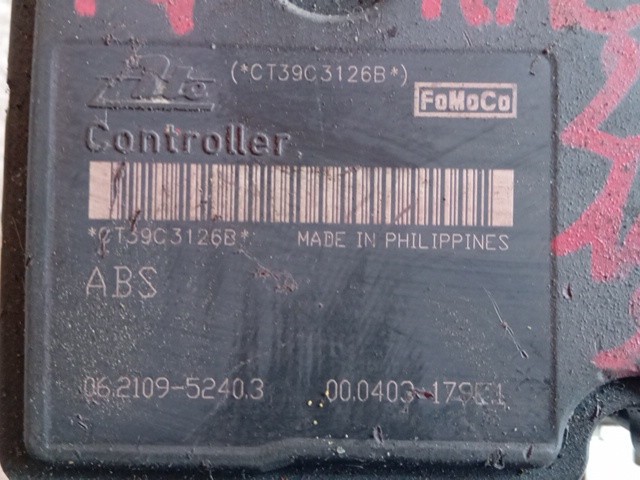 (*CT39C3126B*)
FoMoCo
Controller
*CT39C3126B*
MADE IN PHILIPPINES
ABS
06.2109-5240.3